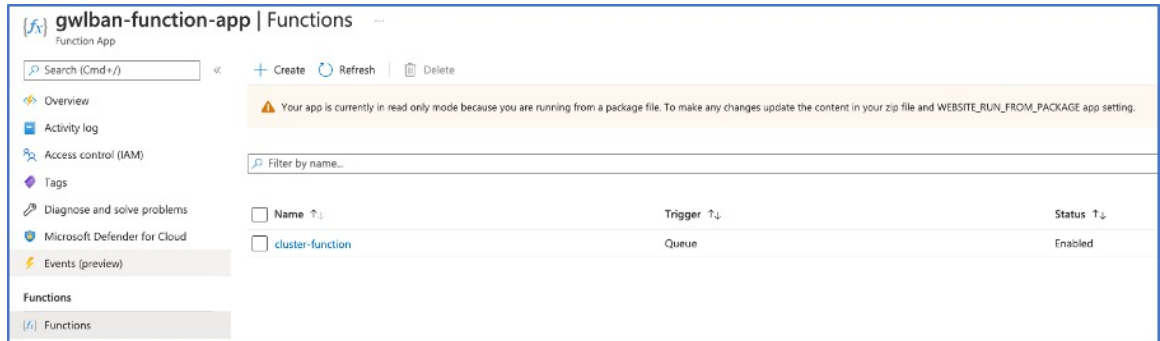 gwlban-function-app | Functions ...
Function App
Search (Cmd+/)
«
+ Create Refresh Delete
Overview
Activity log
Access control (IAM)
Tags
Diagnose and solve problems
Microsoft Defender for Cloud
Events (preview)
Functions
Functions
Your app is currently in read only mode because you are running from a package file. To make any changes update the content in your zip file and WEBSITE_RUN_FROM_PACKAGE app setting.
Filter by name...
Name ↑↓ Trigger ↑↓ Status ↑↓
cluster-function Queue Enabled